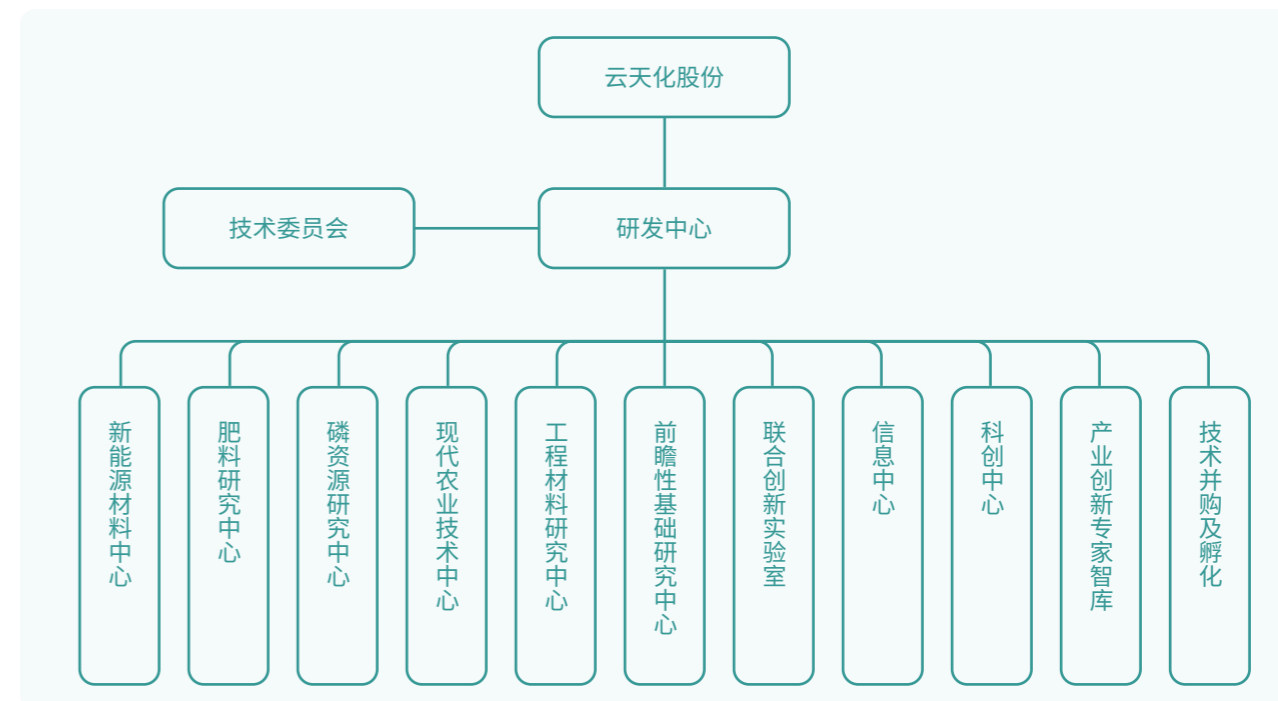 云天化股份
技术委员会
研发中心
新能源材料中心
肥料研究中心
磷资源研究中心
现代农业技术中心
工程材料研究中心
前瞻性基础研究中心
联合创新实验室
信息中心
科创中心
产业创新专家智库
技术并购及孵化